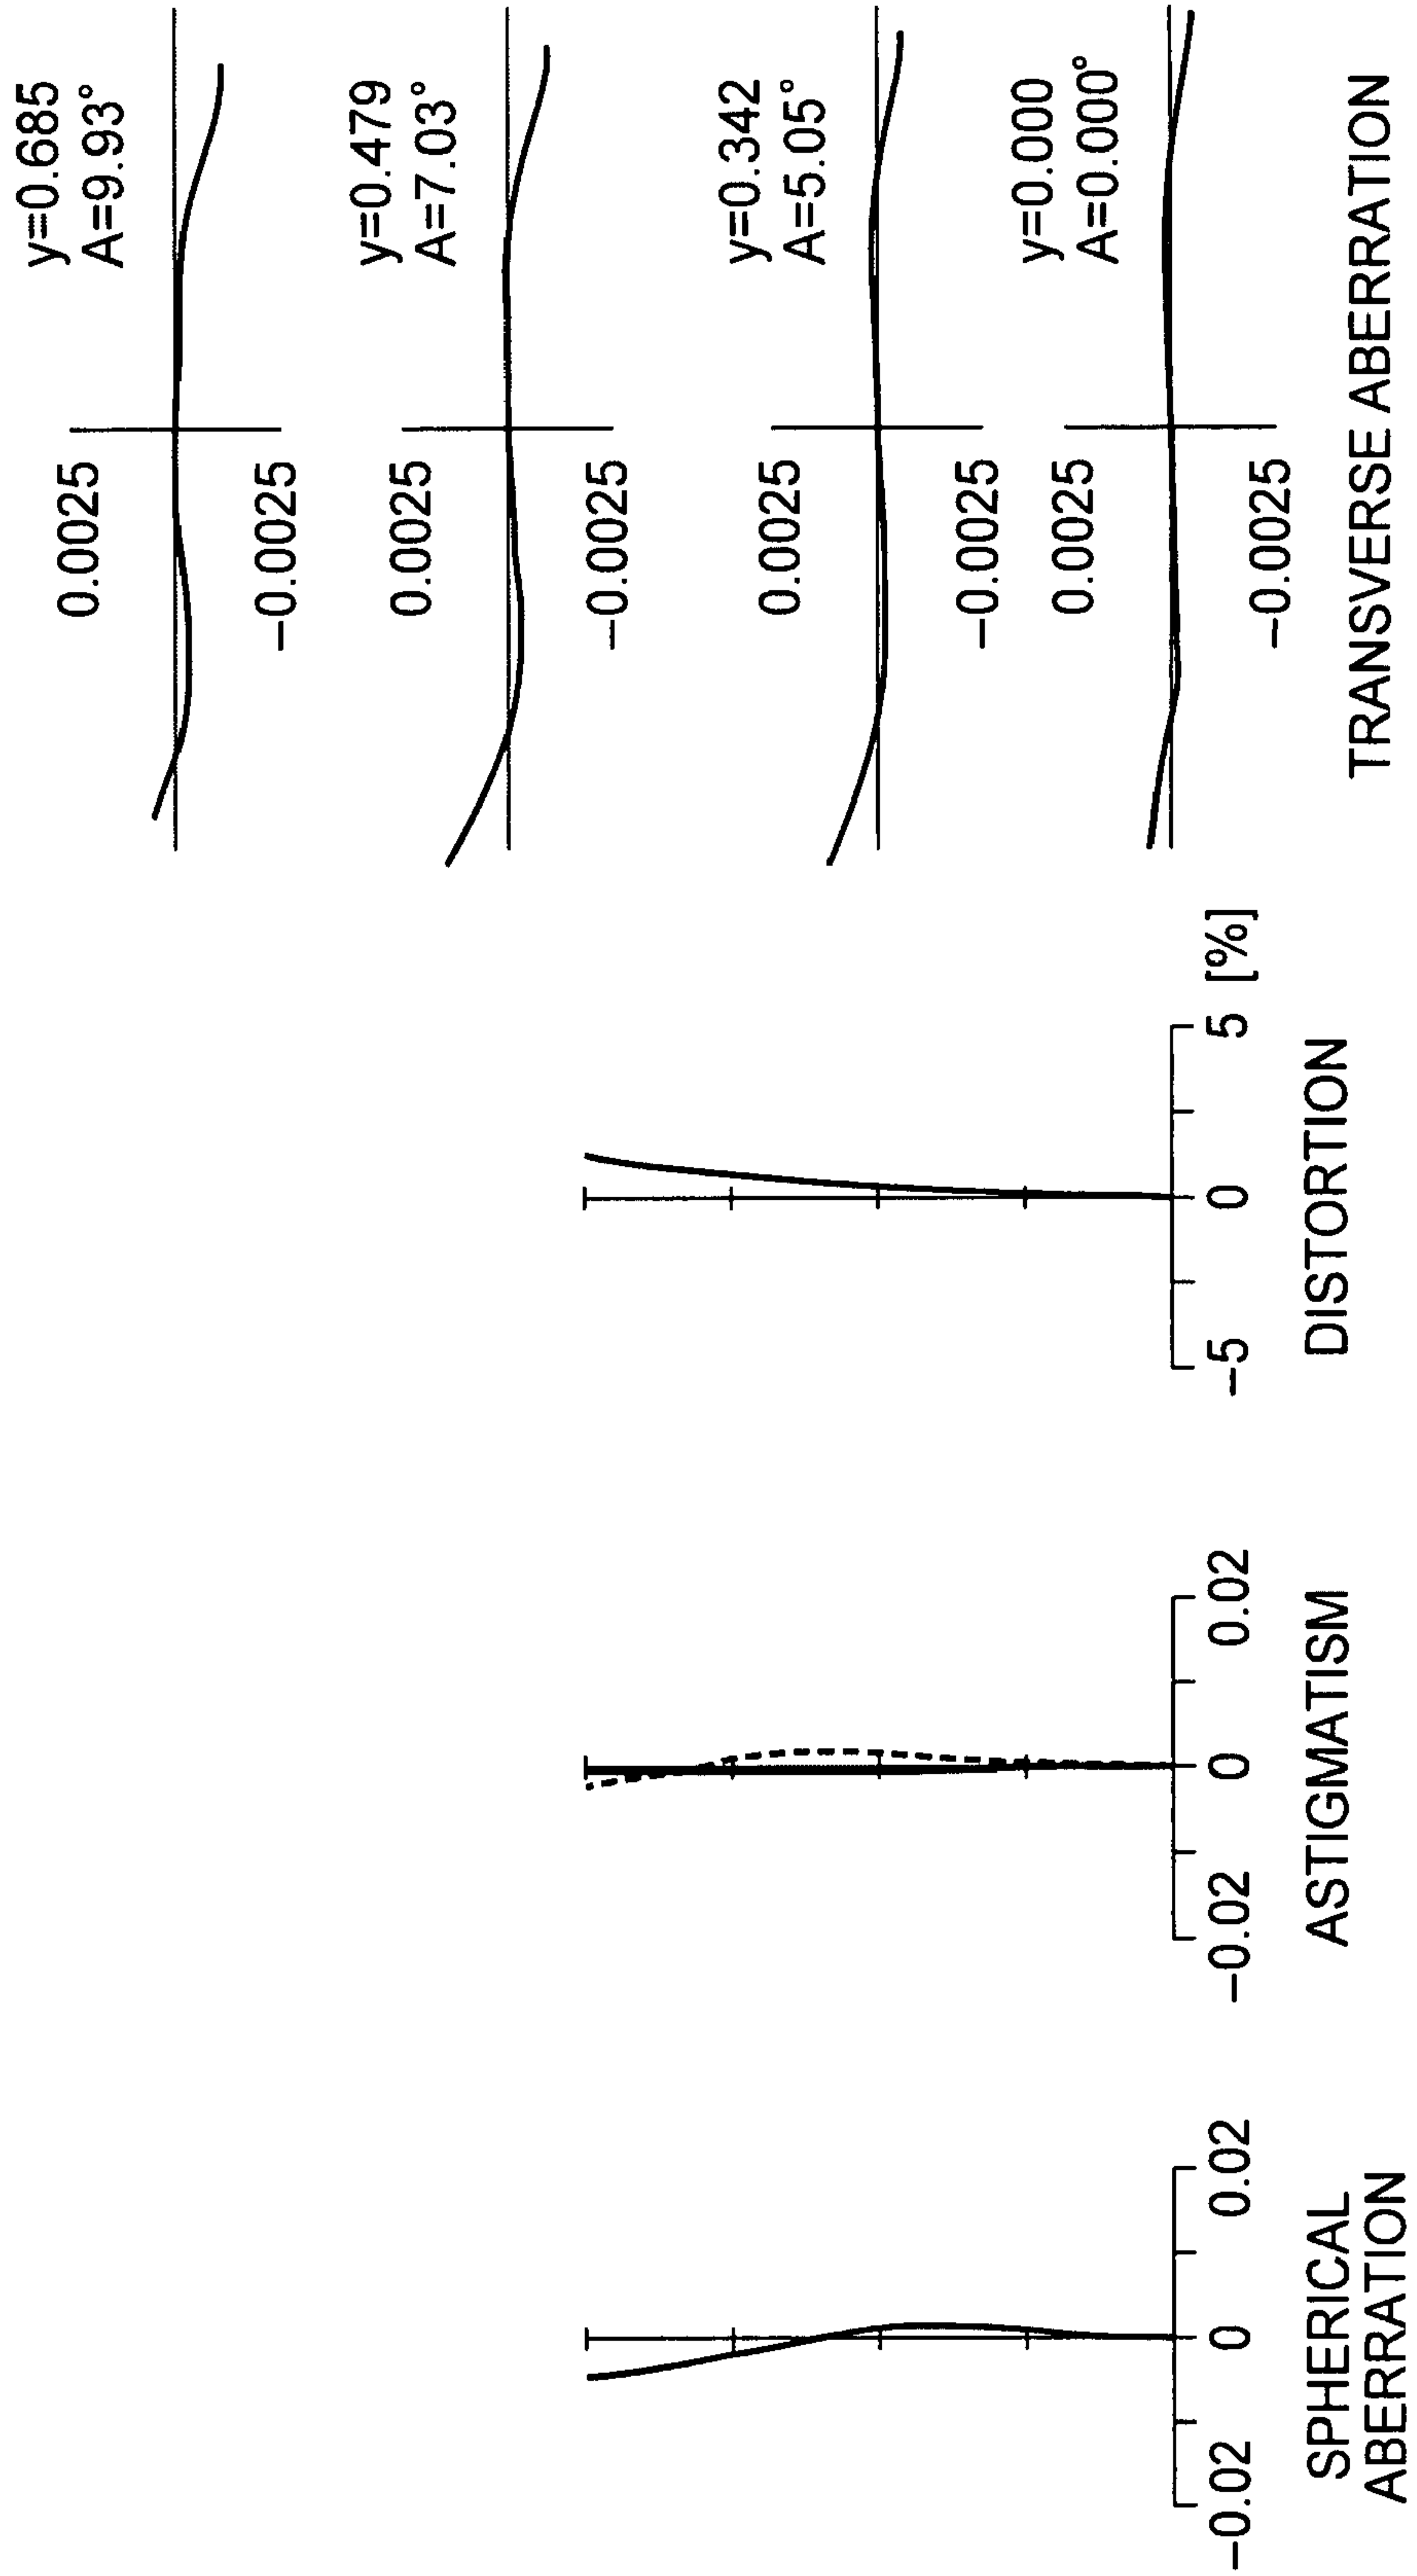 −0.02
0
0.02
SPHERICAL
ABERRATION
−0.02
0
0.02
ASTIGMATISM
−5
0
5
[%]
DISTORTION
y=0.685
A=9.93°
0.0025
−0.0025
y=0.479
A=7.03°
0.0025
−0.0025
y=0.342
A=5.05°
0.0025
−0.0025
y=0.000
A=0.000°
0.0025
−0.0025
TRANSVERSE ABERRATION